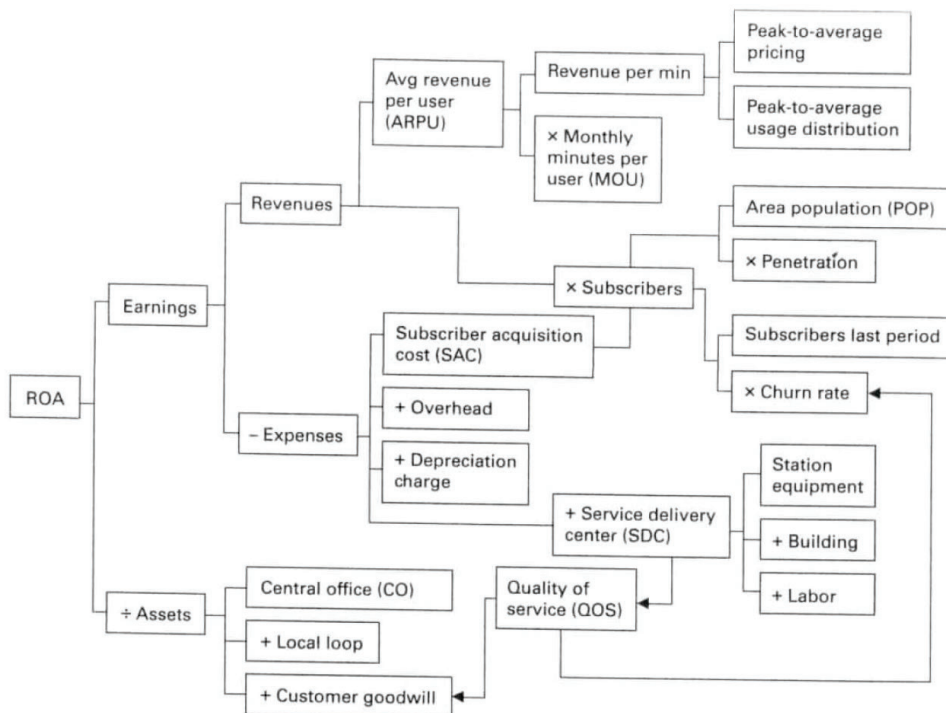 Peak-to-average
pricing
Avg revenue
per user
(ARPU)
Revenue per min
Peak-to-average
usage distribution
× Monthly
minutes per
user (MOU)
Revenues
Area population (POP)
× Penetration
× Subscribers
Earnings
Subscriber acquisition
cost (SAC)
Subscribers last period
ROA
+ Overhead
× Churn rate
– Expenses
+ Depreciation
charge
Station
equipment
+ Service delivery
center (SDC)
+ Building
Central office (CO)
Quality of
service (QOS)
+ Labor
÷ Assets
+ Local loop
+ Customer goodwill